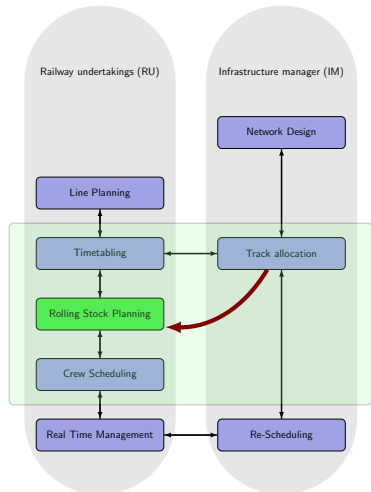 Railway undertakings (RU)
Infrastructure manager (IM)
Network Design
Line Planning
Timetabling
Track allocation
Rolling Stock Planning
Crew Scheduling
Real Time Management
Re-Scheduling